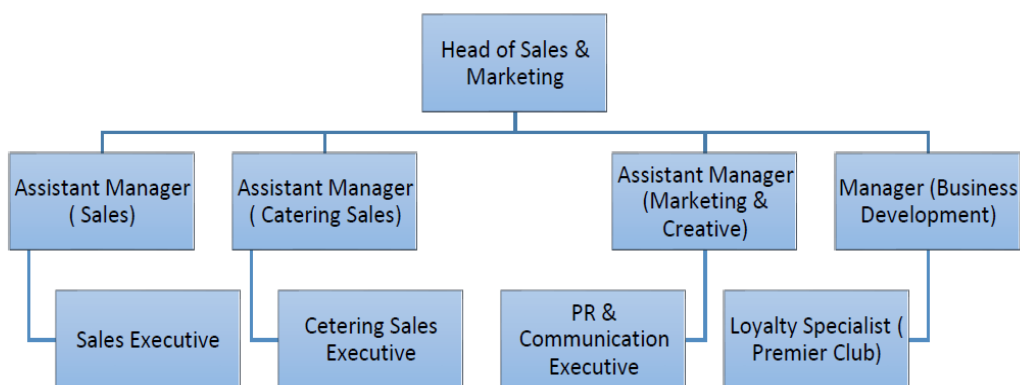 Head of Sales &
Marketing
Assistant Manager
( Sales)
Assistant Manager
( Catering Sales)
Assistant Manager
(Marketing &
Creative)
Manager (Business
Development)
Sales Executive
Cetering Sales
Executive
PR &
Communication
Executive
Loyalty Specialist (
Premier Club)